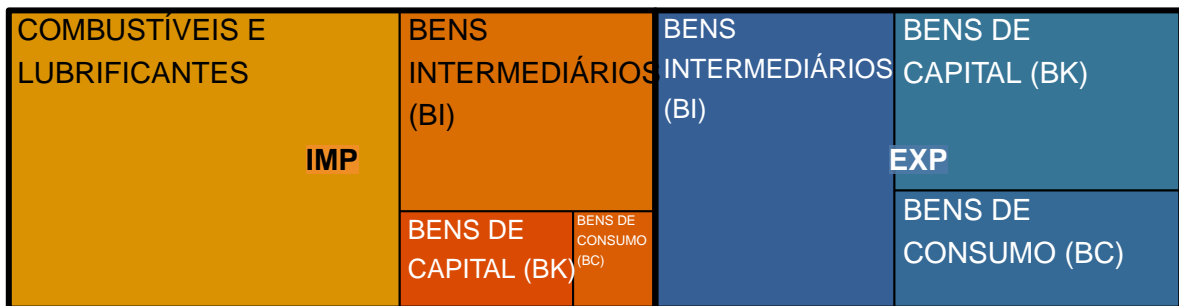 COMBUSTÍVEIS E
LUBRIFICANTES
IMP
BENS
INTERMEDIÁRIOS
(BI)
BENS DE
CAPITAL (BK)
BENS DE
CONSUMO
(BC)
BENS
INTERMEDIÁRIOS
(BI)
EXP
BENS DE
CAPITAL (BK)
BENS DE
CONSUMO (BC)